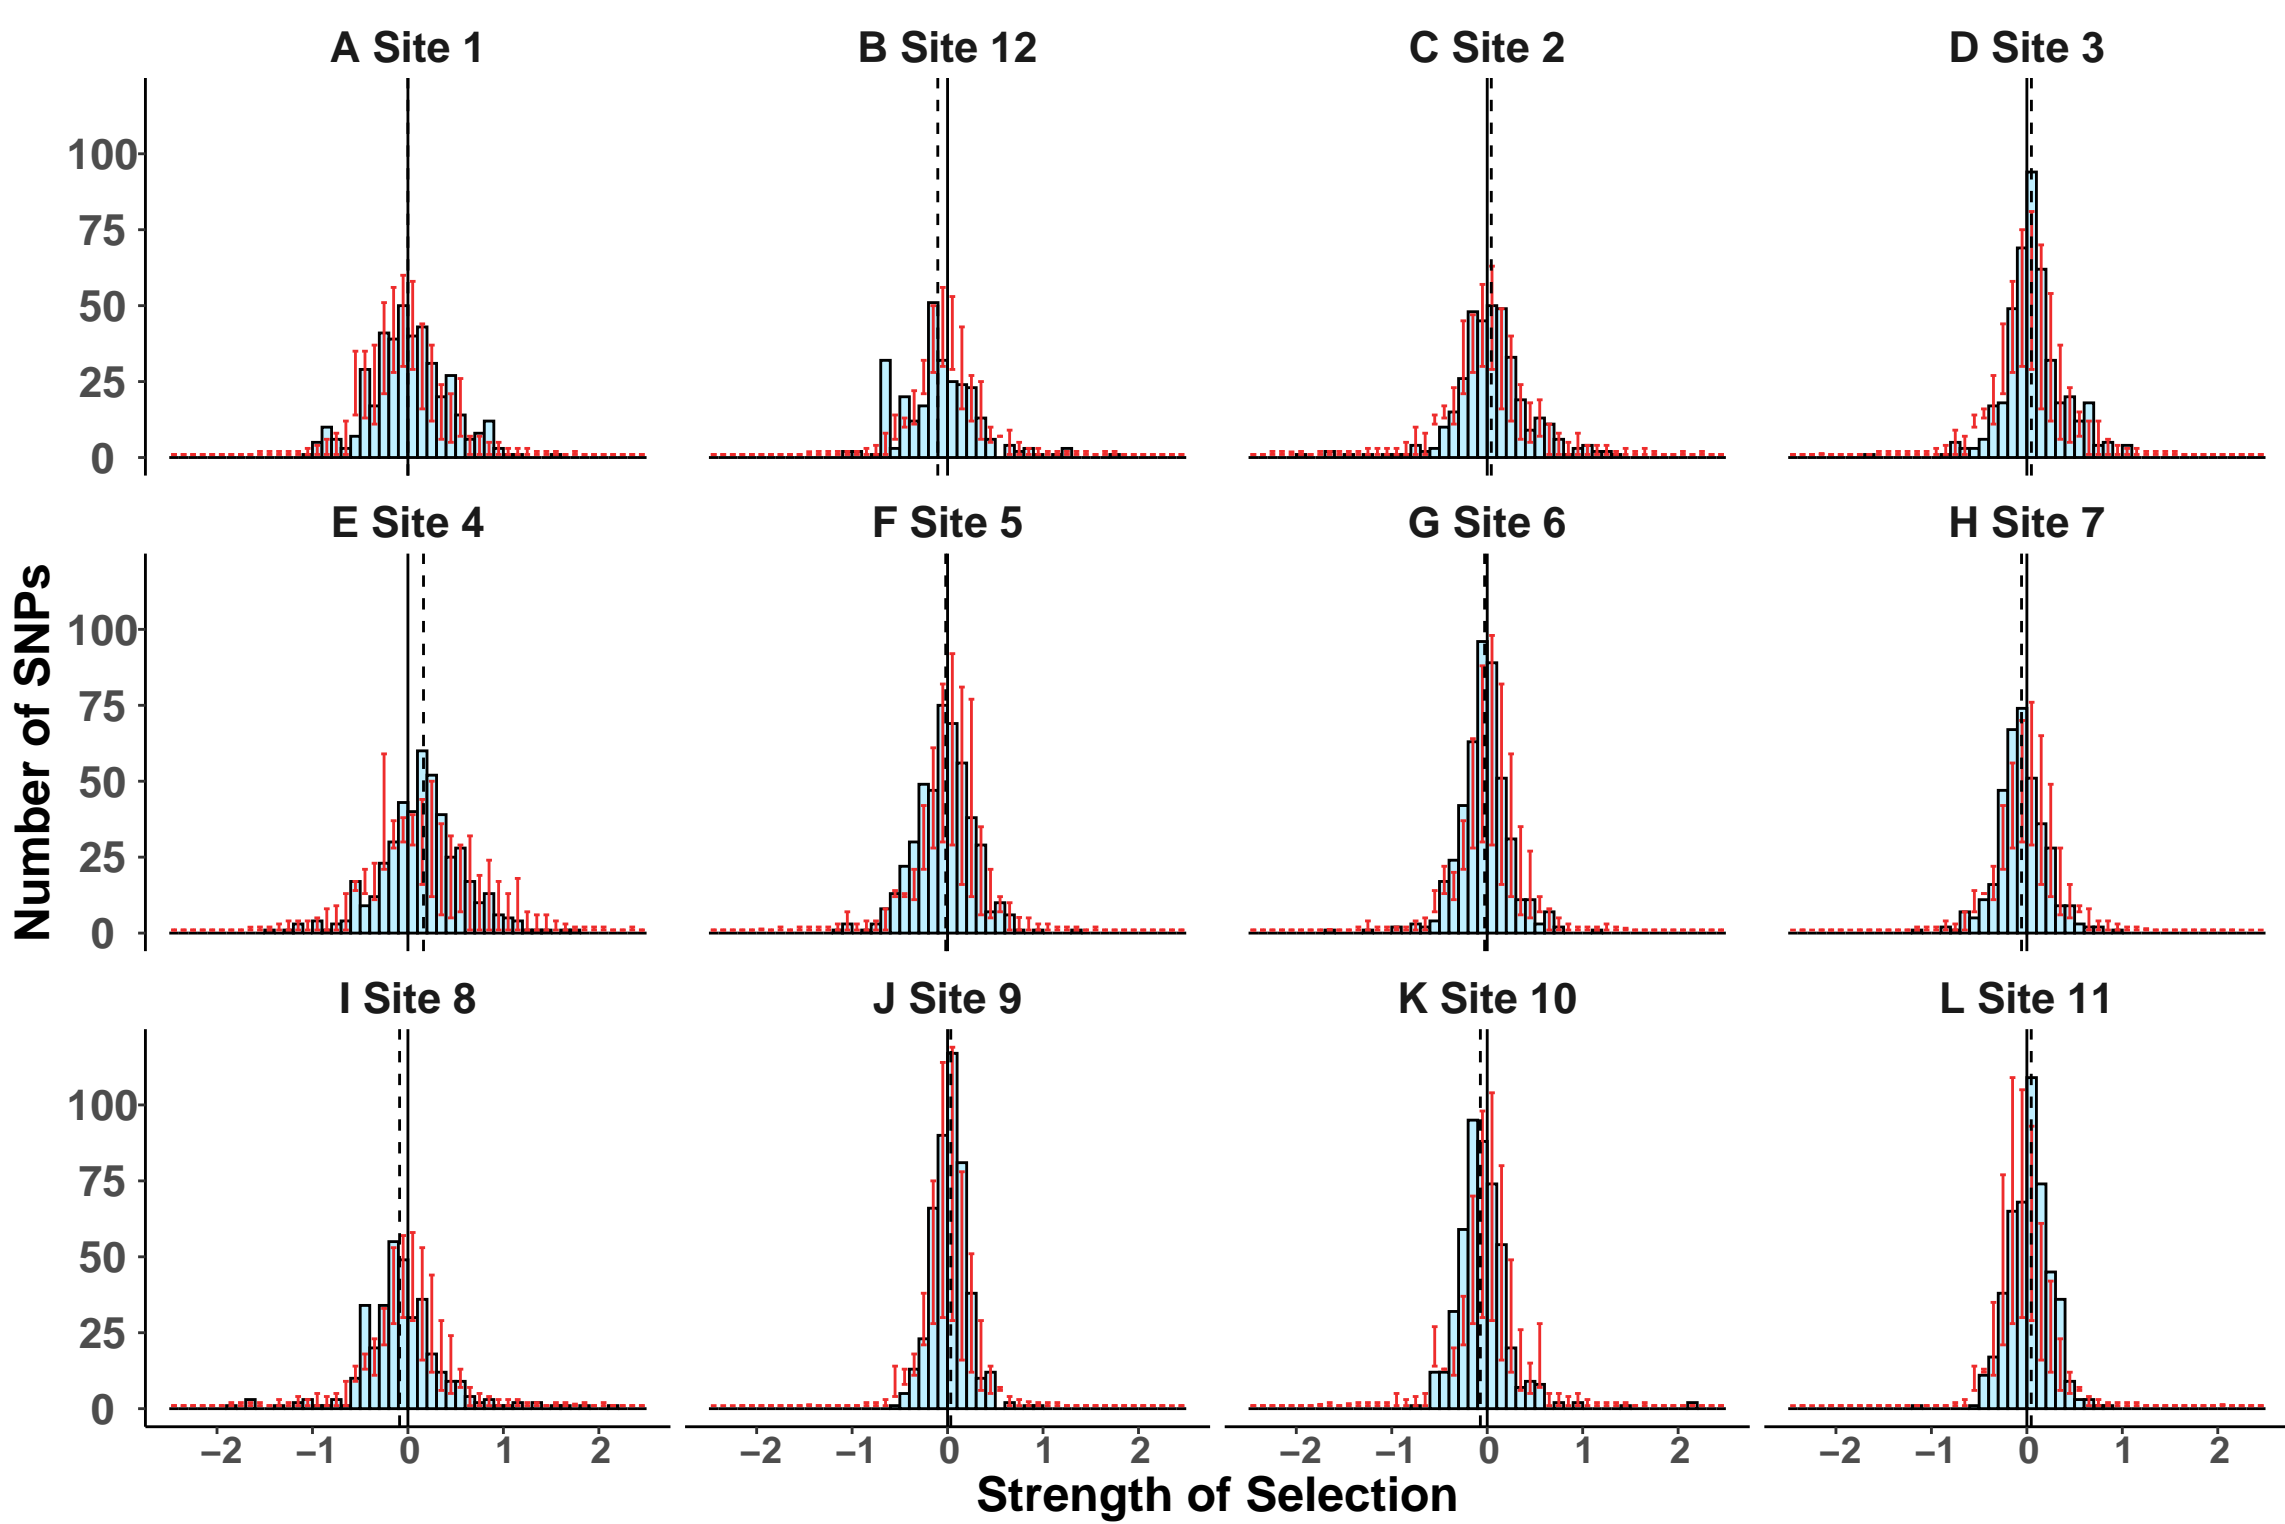 A Site 1
B Site 12
C Site 2
D Site 3
100
75
50
25
0
E Site 4
F Site 5
G Site 6
H Site 7
Number of SNPs
100
75
50
25
0
I Site 8
J Site 9
K Site 10
L Site 11
100
75
50
25
0
−2 −1 0 1 2
−2 −1 0 1 2
−2 −1 0 1 2
−2 −1 0 1 2
Strength of Selection